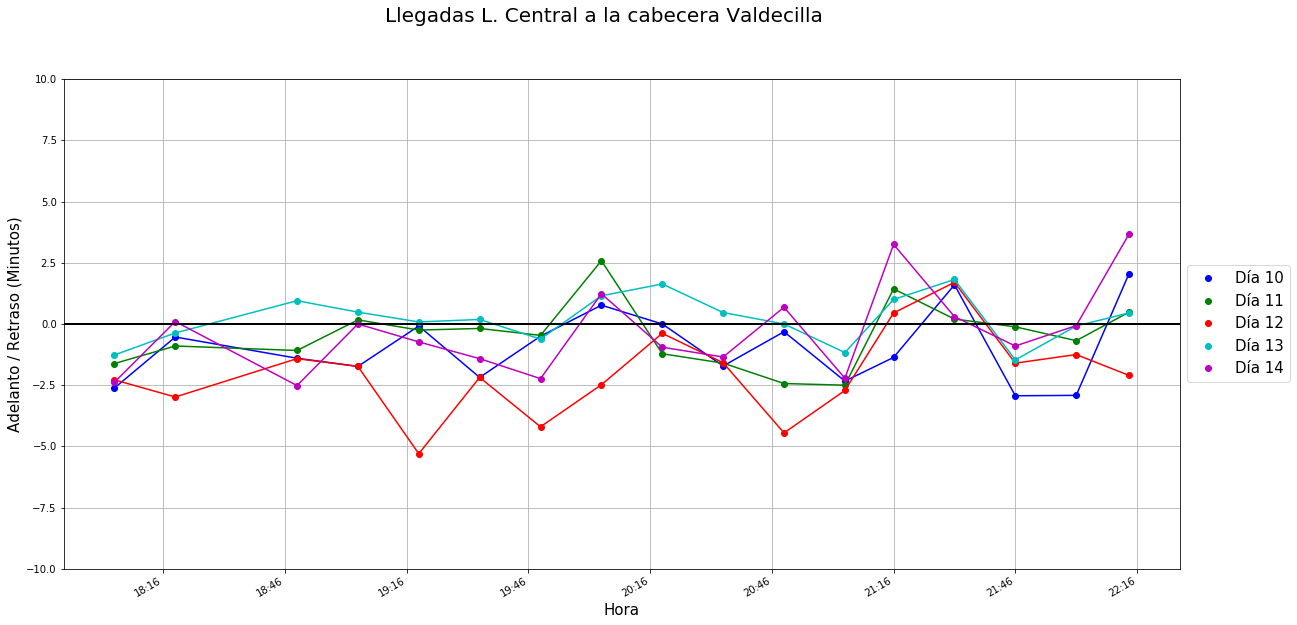 Llegadas L. Central a la cabecera Valdecilla
Adelanto / Retraso (Minutos)
10.0
7.5
5.0
2.5
0.0
−2.5
−5.0
−7.5
−10.0
18:16
18:46
19:16
19:46
20:16
20:46
21:16
21:46
22:16
Hora
Día 10
Día 11
Día 12
Día 13
Día 14